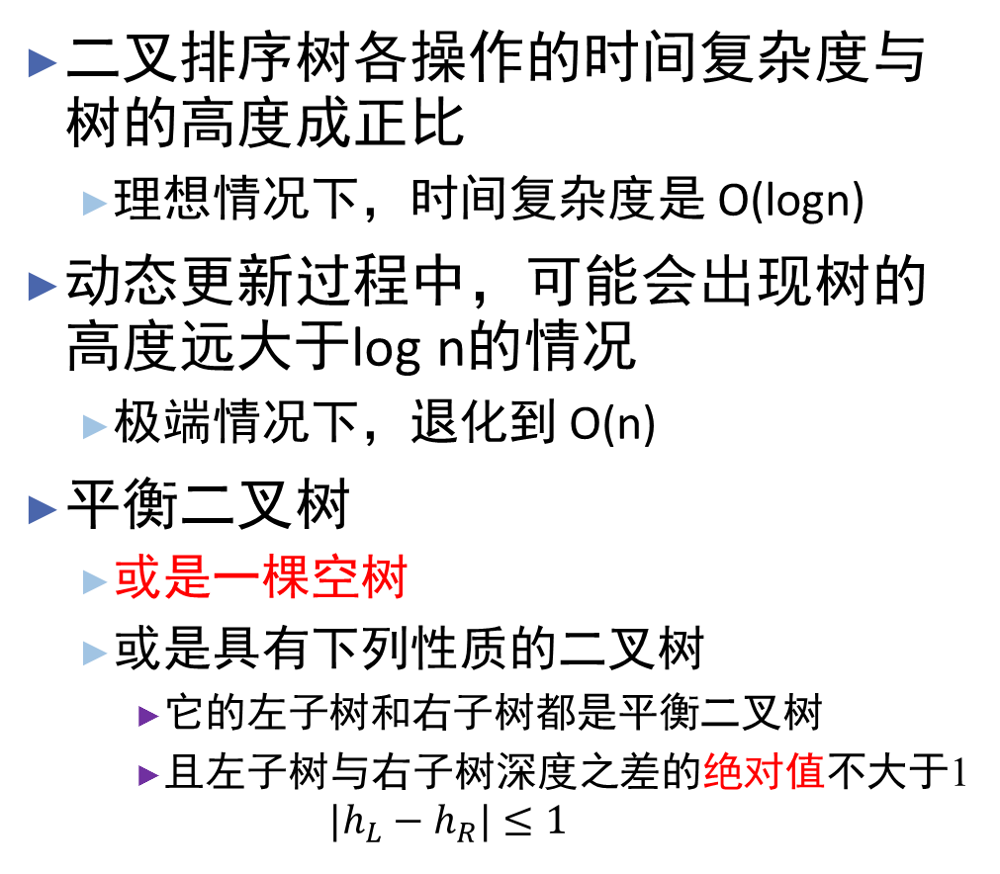 二叉排序树各操作的时间复杂度与
树的高度成正比
理想情况下，时间复杂度是 O(logn)
动态更新过程中，可能会出现树的
高度远大于log n的情况
极端情况下，退化到 O(n)
平衡二叉树
或是一棵空树
或是具有下列性质的二叉树
它的左子树和右子树都是平衡二叉树
且左子树与右子树深度之差的绝对值不大于1
|h_L − h_R| ≤ 1